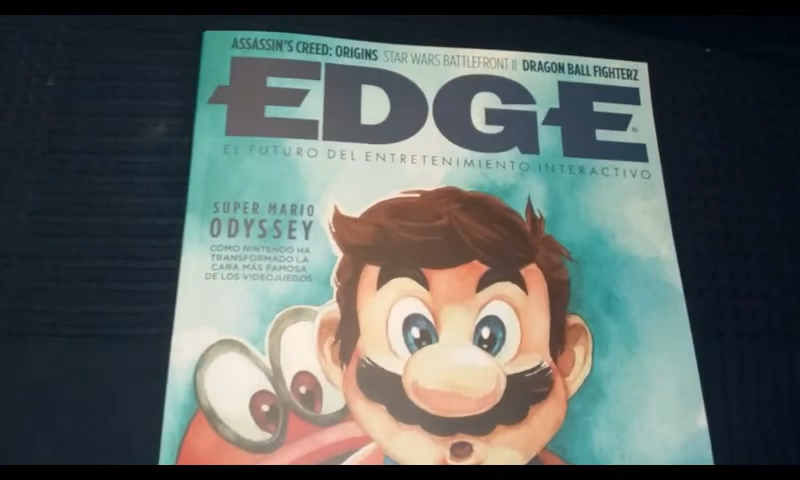 ASSASSIN'S CREED: ORIGINS STAR WARS BATTLEFRONT II DRAGON BALL FIGHTERZ
EDGE
EL FUTURO DEL ENTRETENIMIENTO INTERACTIVO
SUPER MARIO
ODYSSEY
CÓMO NINTENDO HA
TRANSFORMADO LA
CARA MÁS FAMOSA
DE LOS VIDEOJUEGOS